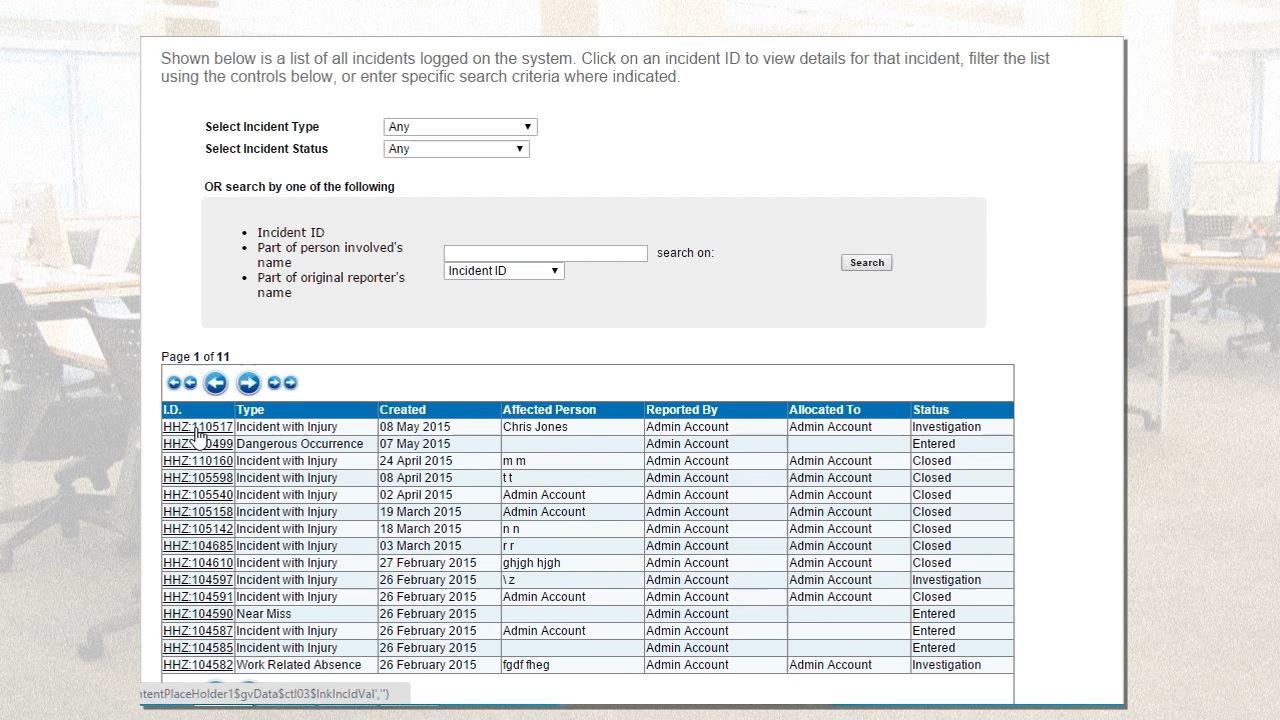 Shown below is a list of all incidents logged on the system. Click on an incident ID to view details for that incident, filter the list
using the controls below, or enter specific search criteria where indicated.
Select Incident Type Any
Select Incident Status Any
OR search by one of the following
• Incident ID
• Part of person involved's
name
• Part of original reporter's
name
search on:
Incident ID
Search
Page 1 of 11
I.D. Type Created Affected Person Reported By Allocated To Status
HHZ:110517 Incident with Injury 08 May 2015 Chris Jones Admin Account Admin Account Investigation
Dangerous Occurrence 07 May 2015 Admin Account Entered
HHZ:110160 Incident with Injury 24 April 2015 m m Admin Account Admin Account Closed
HHZ:105598 Incident with Injury 08 April 2015 t t Admin Account Admin Account Closed
HHZ:105540 Incident with Injury 02 April 2015 Admin Account Admin Account Admin Account Closed
HHZ:105158 Incident with Injury 19 March 2015 Admin Account Admin Account Admin Account Closed
HHZ:105142 Incident with Injury 18 March 2015 n n Admin Account Admin Account Closed
HHZ:104685 Incident with Injury 03 March 2015 r r Admin Account Admin Account Closed
HHZ:104610 Incident with Injury 27 February 2015 ghjgh hjgh Admin Account Admin Account Closed
HHZ:104597 Incident with Injury 26 February 2015 \ z Admin Account Admin Account Investigation
HHZ:104591 Incident with Injury 26 February 2015 Admin Account Admin Account Admin Account Closed
HHZ:104590 Near Miss 26 February 2015 Admin Account Entered
HHZ:104587 Incident with Injury 26 February 2015 Admin Account Admin Account Entered
HHZ:104585 Incident with Injury 26 February 2015 Admin Account Entered
HHZ:104582 Work Related Absence 26 February 2015 fgdf fheg Admin Account Admin Account Investigation
ntentPlaceHolder1$gvData$ctl03$lnkIncIdVal','')